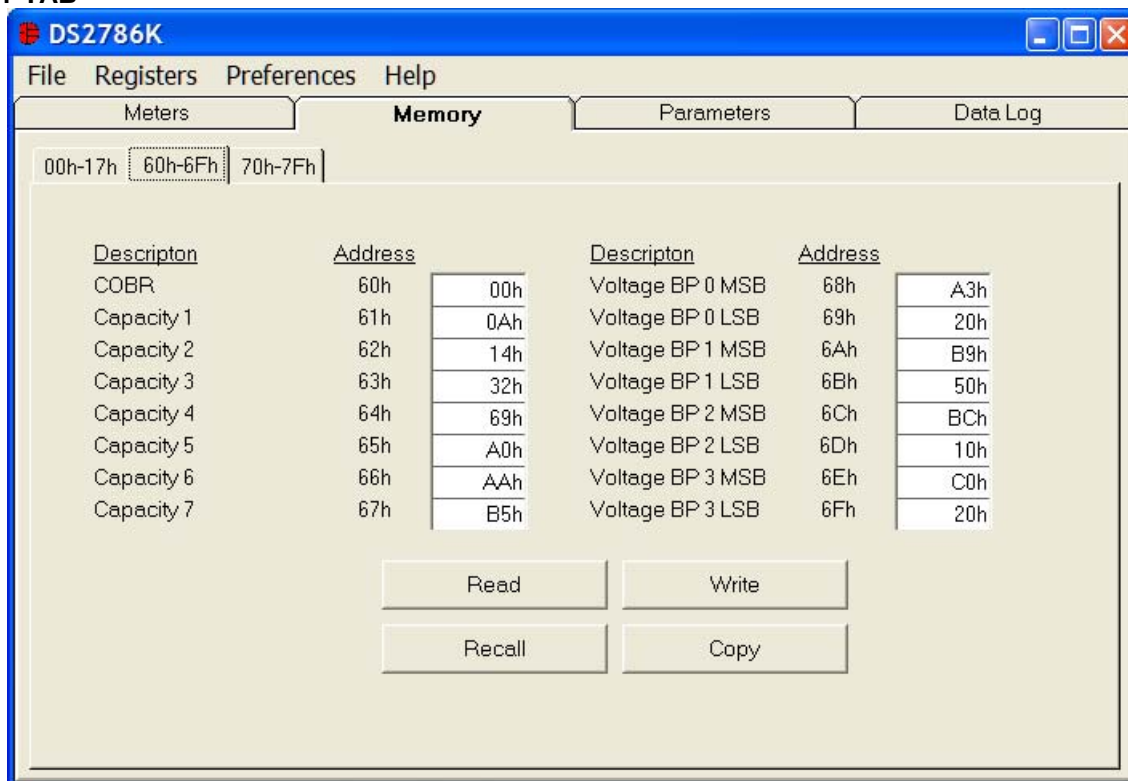 DS2786K
File Registers Preferences Help
Meters Memory Parameters Data Log
00h-17h 60h-6Fh 70h-7Fh
Descripton Address Descripton Address
COBR 60h 00h Voltage BP 0 MSB 68h A3h
Capacity 1 61h 0Ah Voltage BP 0 LSB 69h 20h
Capacity 2 62h 14h Voltage BP 1 MSB 6Ah B9h
Capacity 3 63h 32h Voltage BP 1 LSB 6Bh 50h
Capacity 4 64h 69h Voltage BP 2 MSB 6Ch BCh
Capacity 5 65h A0h Voltage BP 2 LSB 6Dh 10h
Capacity 6 66h AAh Voltage BP 3 MSB 6Eh C0h
Capacity 7 67h B5h Voltage BP 3 LSB 6Fh 20h
Read Write
Recall Copy